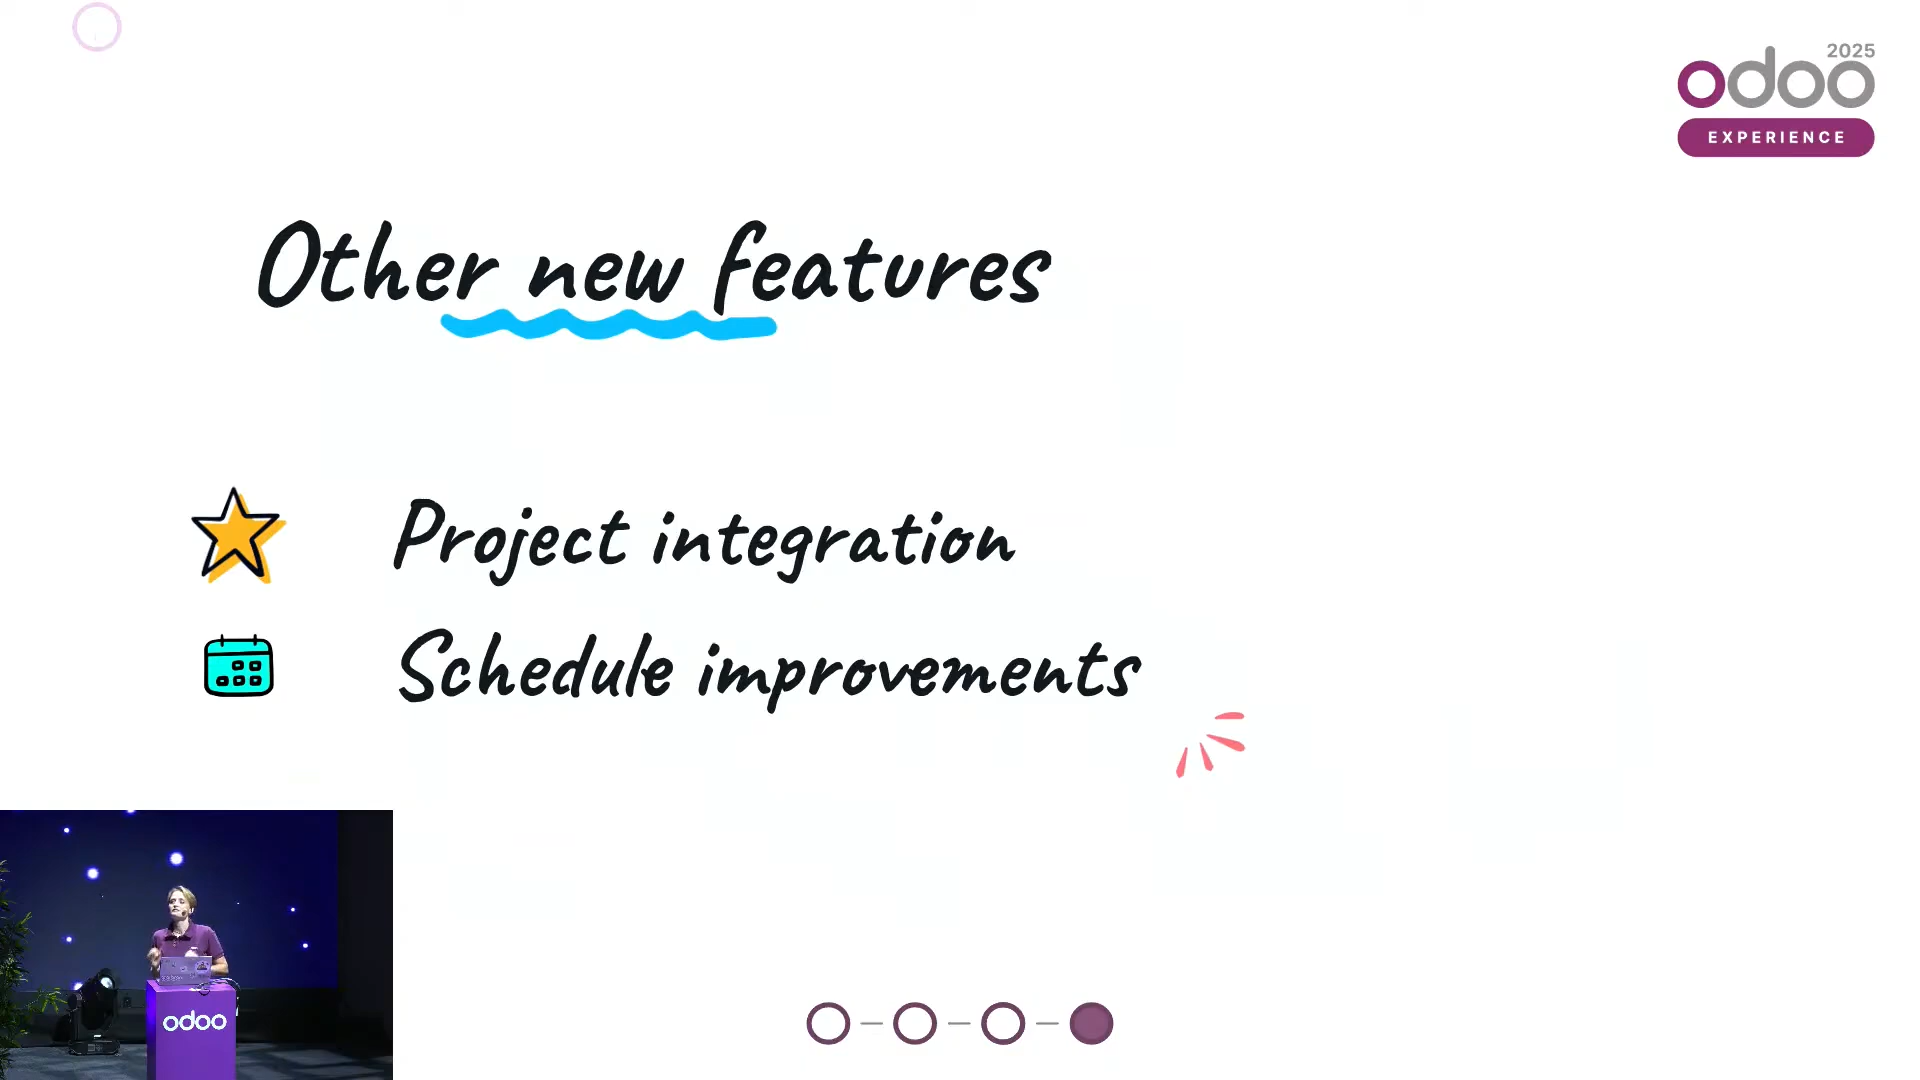 2025
odoo
EXPERIENCE
Other new features
Project integration
Schedule improvements
odoo